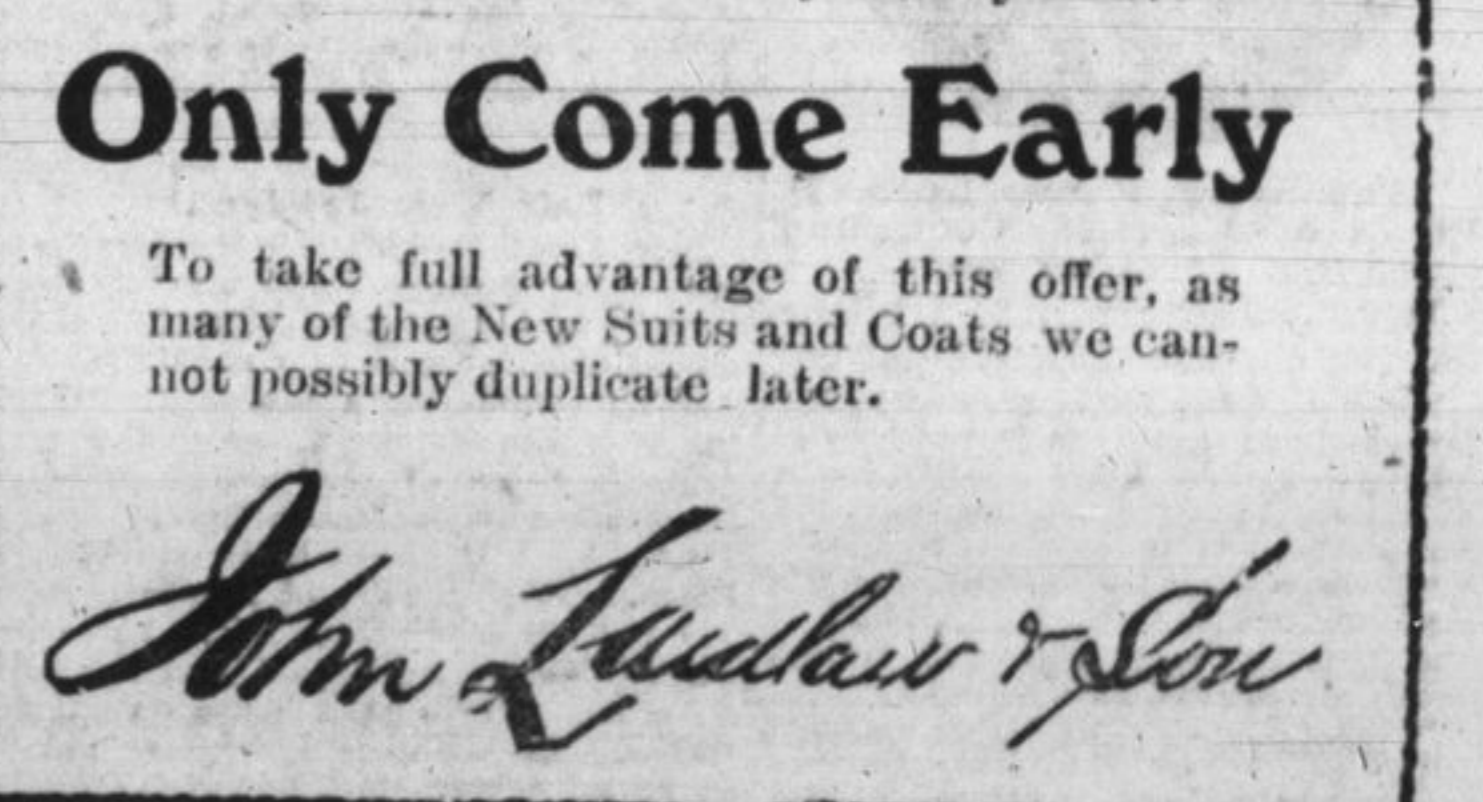 Only Come Early
To take full advantage of this offer, as
many of the New Suits and Coats we can-
not possibly duplicate later.
John Laidlaw & Son